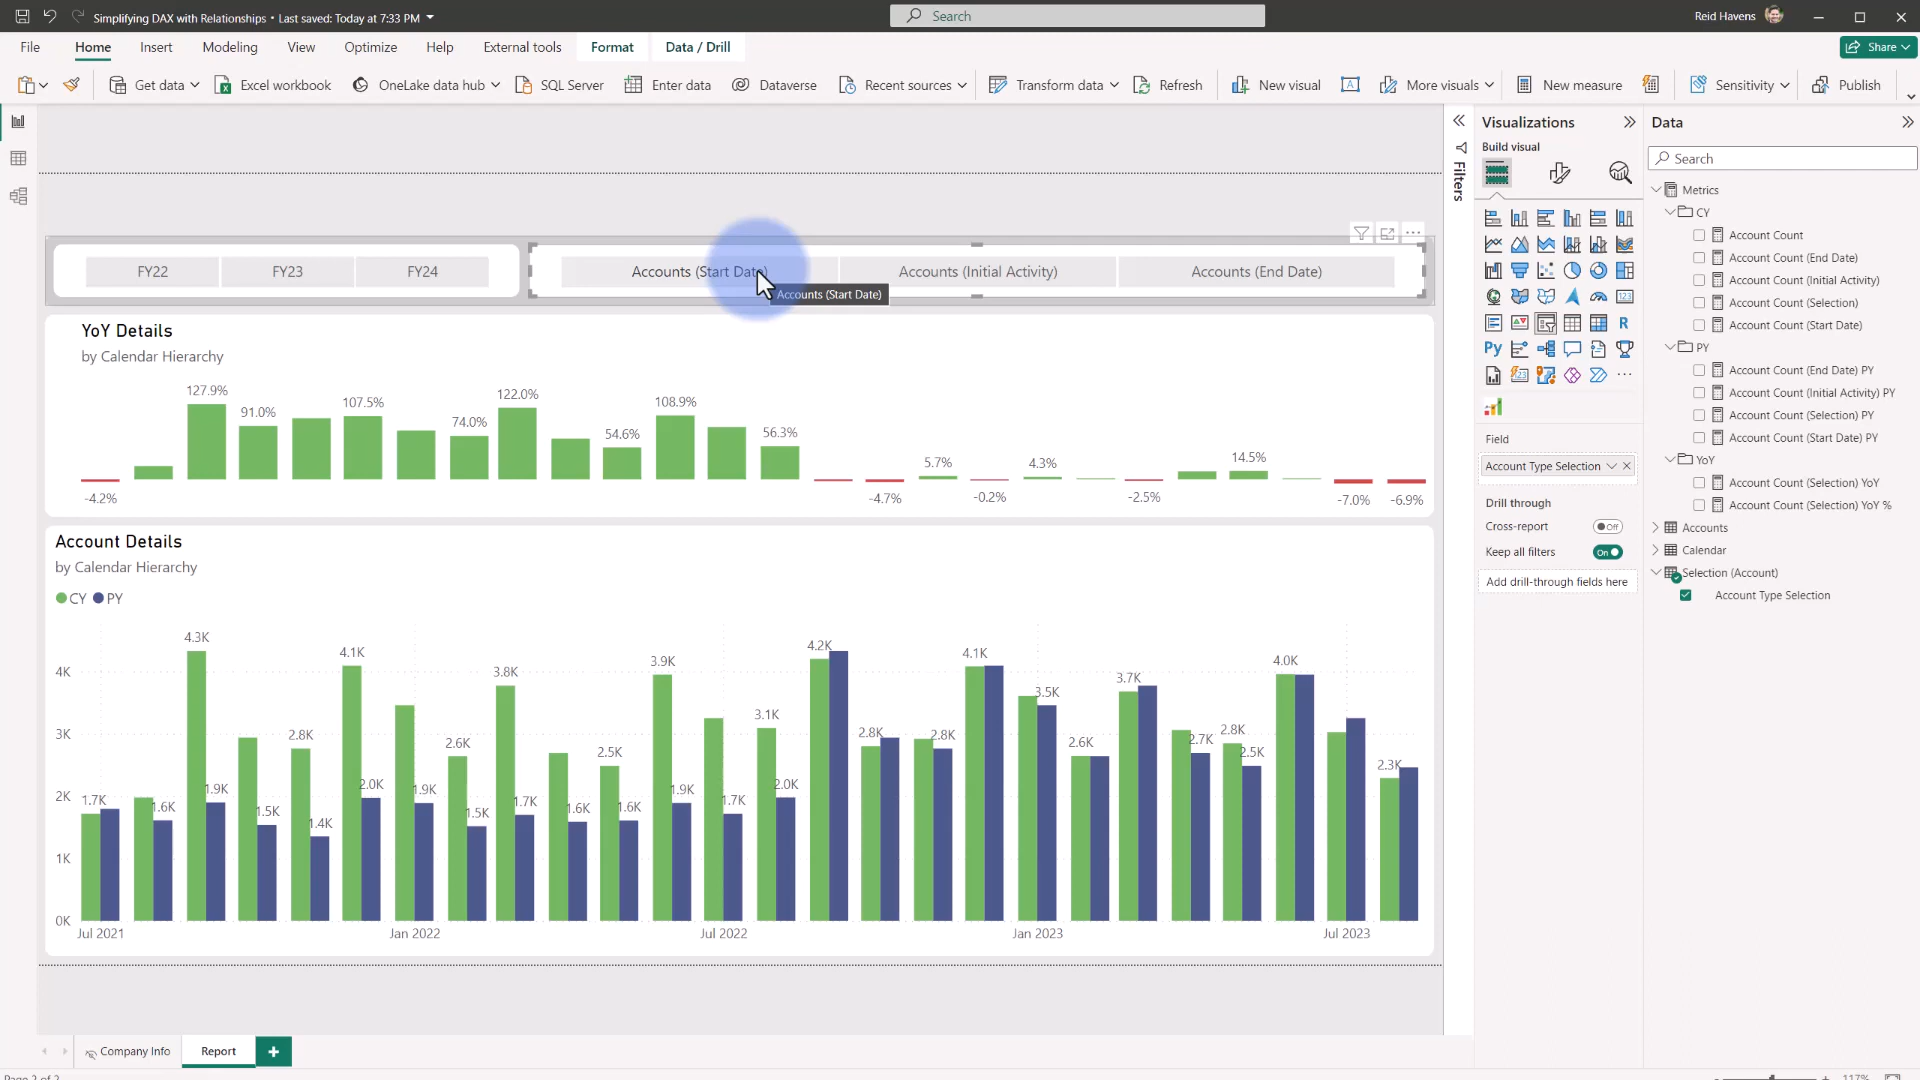 Simplifying DAX with Relationships • Last saved: Today at 7:33 PM
Search
Reid Havens
File Home Insert Modeling View Optimize Help External tools Format Data / Drill
Share
Get data Excel workbook OneLake data hub SQL Server Enter data Dataverse Recent sources Transform data Refresh New visual More visuals New measure Sensitivity Publish
FY22 FY23 FY24
Accounts (Start Date) Accounts (Initial Activity) Accounts (End Date)
Accounts (Start Date)
YoY Details
by Calendar Hierarchy
127.9%
91.0%
107.5%
74.0%
122.0%
54.6%
108.9%
56.3%
5.7%
4.3%
14.5%
-4.2%
-4.7%
-0.2%
-2.5%
-7.0%
-6.9%
Account Details
by Calendar Hierarchy
CY PY
4K
3K
2K
1K
0K
1.7K
1.6K
4.3K
1.9K
1.5K
2.8K
1.4K
4.1K
2.0K
1.9K
2.6K
1.5K
3.8K
1.7K
1.6K
2.5K
1.6K
3.9K
1.9K
1.7K
3.1K
2.0K
4.2K
2.8K
2.8K
4.1K
3.5K
2.6K
3.7K
2.7K
2.8K
2.5K
4.0K
2.3K
Jul 2021 Jan 2022 Jul 2022 Jan 2023 Jul 2023
Filters
Visualizations
Build visual
R
Py
123
123
Field
Account Type Selection
Drill through
Cross-report
Off
Keep all filters
On
Add drill-through fields here
Data
Search
Metrics
CY
Account Count
Account Count (End Date)
Account Count (Initial Activity)
Account Count (Selection)
Account Count (Start Date)
PY
Account Count (End Date) PY
Account Count (Initial Activity) PY
Account Count (Selection) PY
Account Count (Start Date) PY
YoY
Account Count (Selection) YoY
Account Count (Selection) YoY %
Accounts
Calendar
Selection (Account)
Account Type Selection
Company Info Report
Page 2 of 2
117%